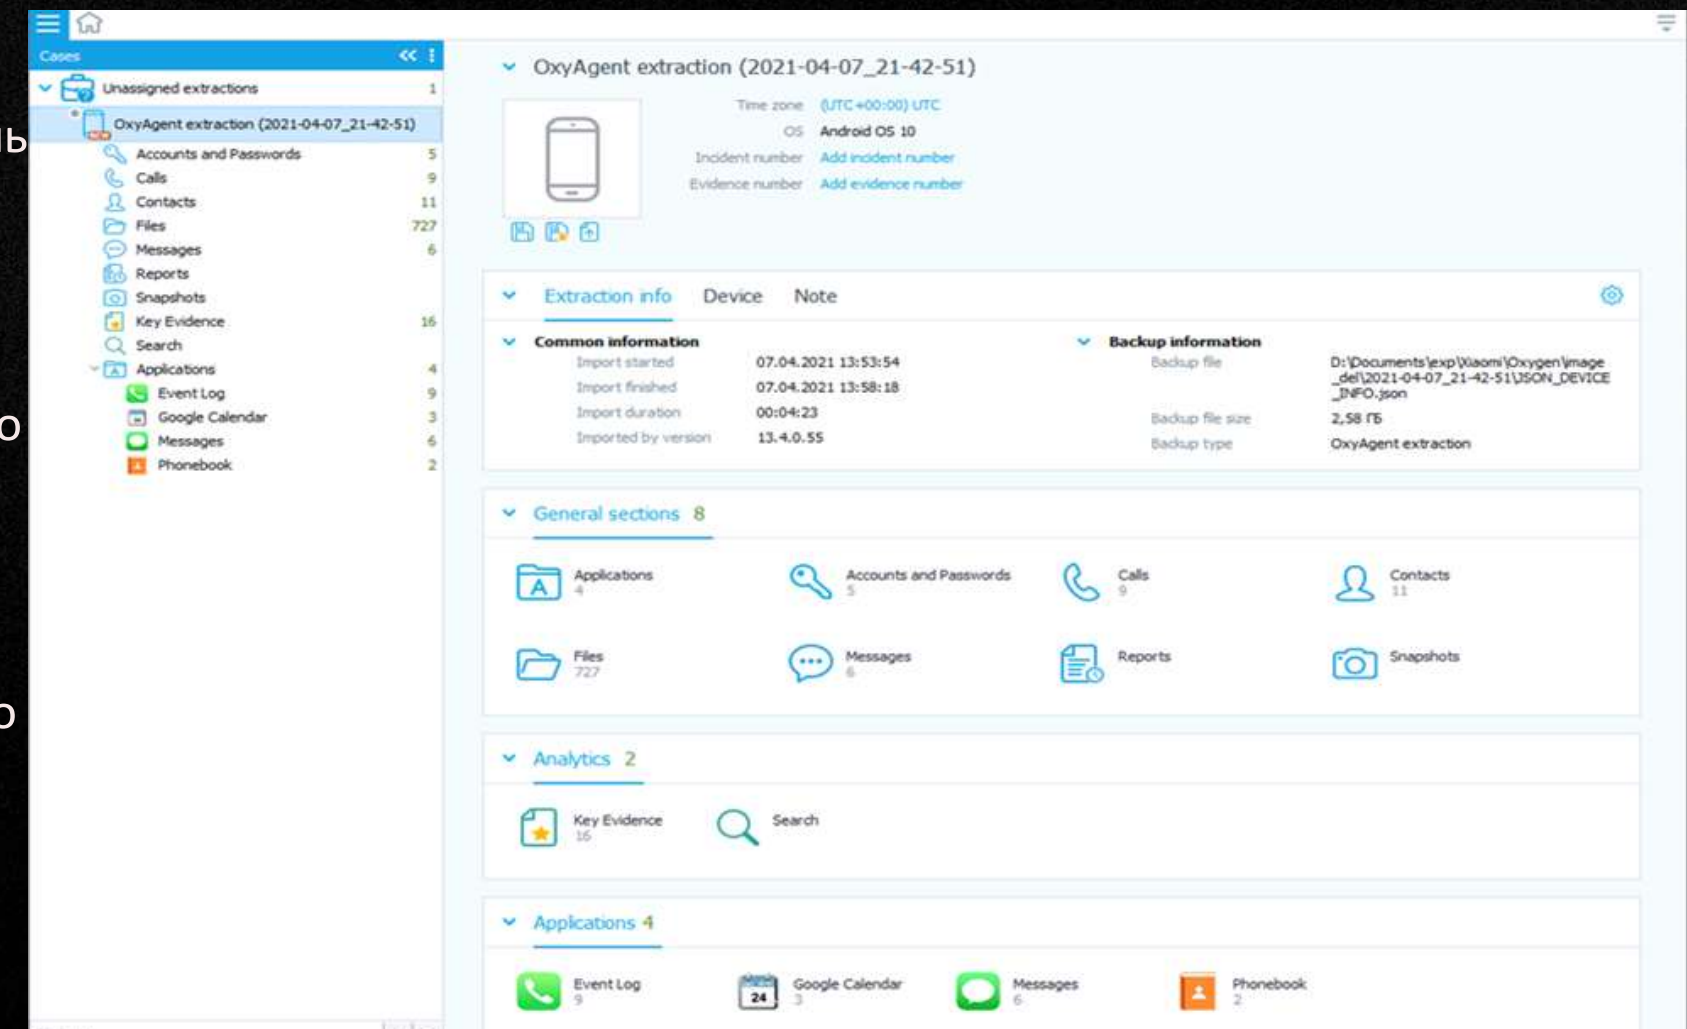 Cases
Unassigned extractions 1
OxyAgent extraction (2021-04-07_21-42-51)
Accounts and Passwords 5
Calls 9
Contacts 11
Files 727
Messages 6
Reports
Snapshots
Key Evidence 16
Search
Applications 4
Event Log 9
Google Calendar 3
Messages 6
Phonebook 2
OxyAgent extraction (2021-04-07_21-42-51)
Time zone (UTC+00:00) UTC
OS Android OS 10
Incident number Add incident number
Evidence number Add evidence number
Extraction info Device Note
Common information
Import started 07.04.2021 13:53:54
Import finished 07.04.2021 13:58:18
Import duration 00:04:23
Imported by version 13.4.0.55
Backup information
Backup file D:\Documents\exp\Xiaomi\Oxygen\image
_del\2021-04-07_21-42-51\JSON_DEVICE
_INFO.json
Backup file size 2,58 ГБ
Backup type OxyAgent extraction
General sections 8
Applications
4
Accounts and Passwords
5
Calls
9
Contacts
11
Files
727
Messages
6
Reports
Snapshots
Analytics 2
Key Evidence
16
Search
Applications 4
Event Log
9
24
Google Calendar
3
Messages
6
Phonebook
2